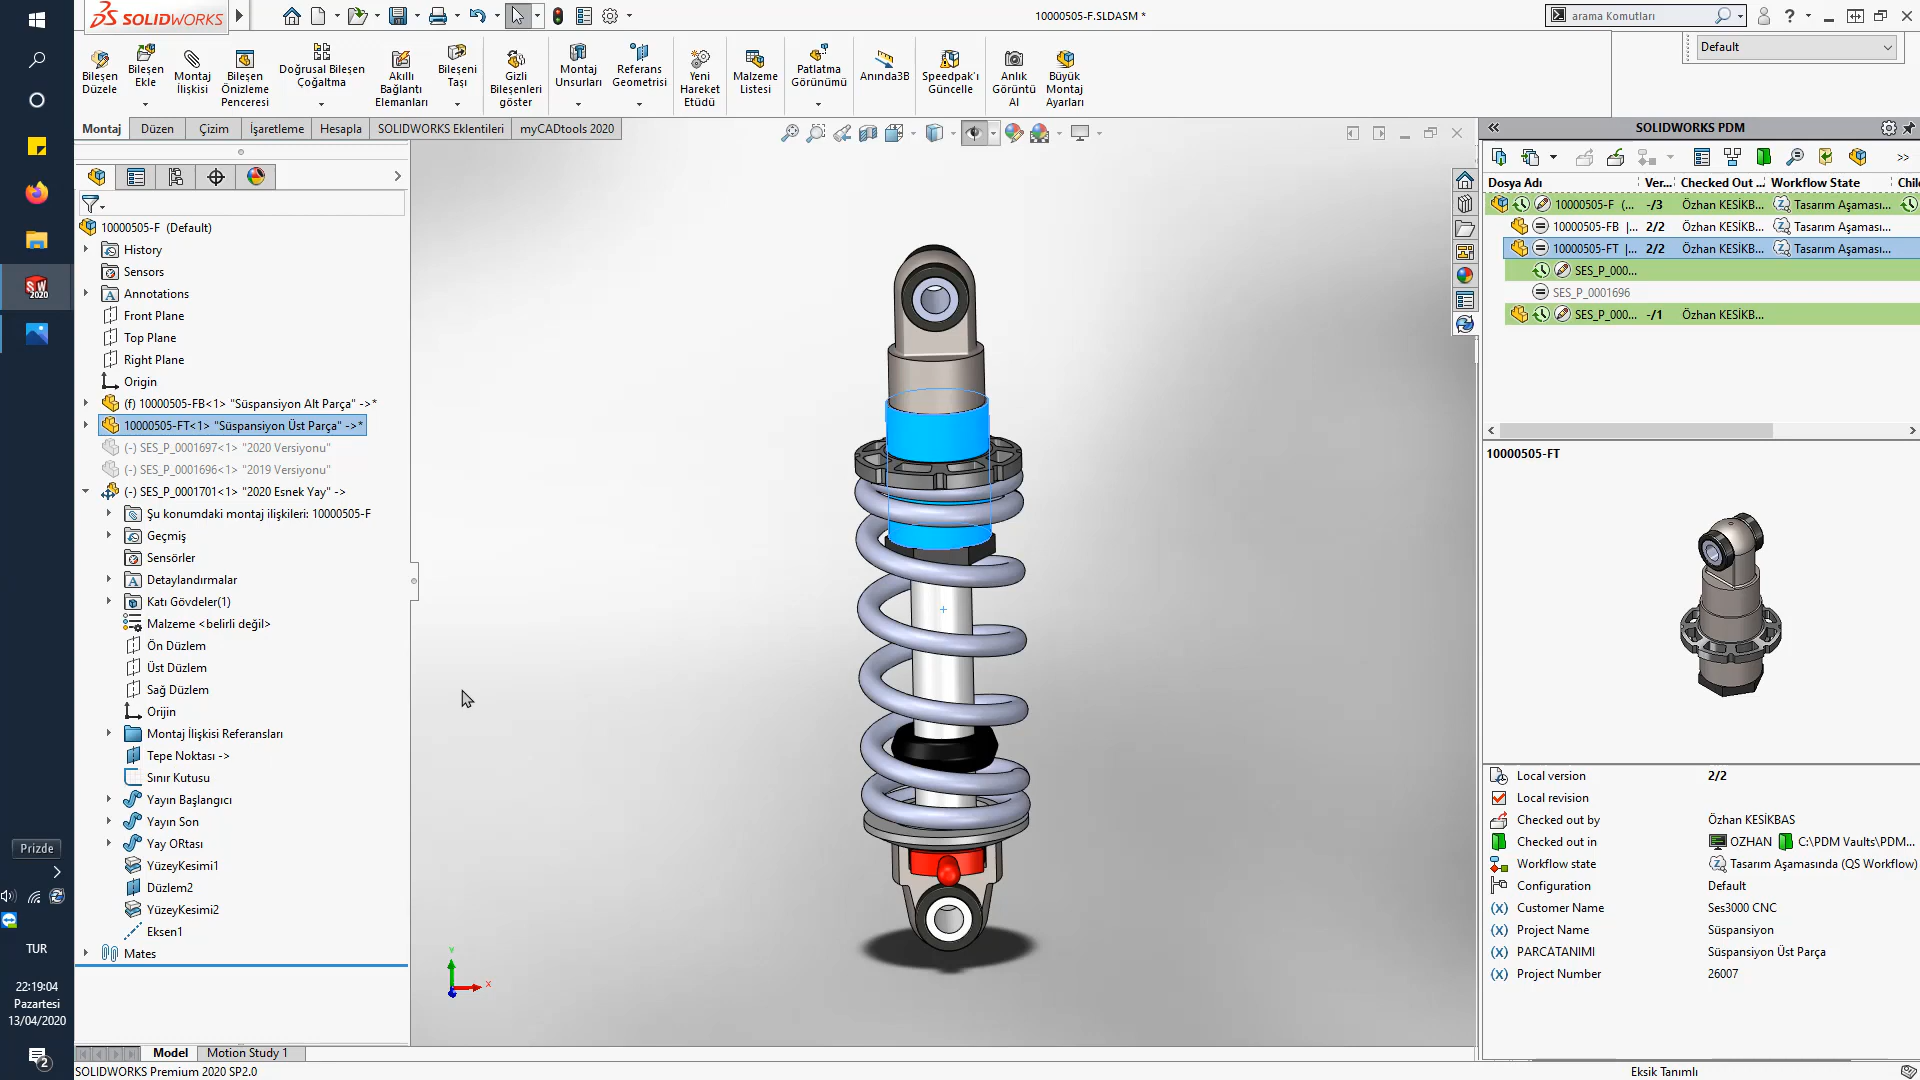 SOLIDWORKS
10000505-F.SLDASM *
arama Komutları
Default
Bileşen Düzele
Bileşen Ekle
Montaj İlişkisi
Bileşen Önizleme Penceresi
Doğrusal Bileşen Çoğaltma
Akıllı Bağlantı Elemanları
Bileşeni Taşı
Gizli Bileşenleri göster
Montaj Unsurları
Referans Geometrisi
Yeni Hareket Etüdü
Malzeme Listesi
Patlatma Görünümü
Anında3B
Speedpak'ı Güncelle
Anlık Görüntü Al
Büyük Montaj Ayarları
Montaj
Düzen
Çizim
İşaretleme
Hesapla
SOLIDWORKS Eklentileri
myCADtools 2020
10000505-F (Default)
History
Sensors
Annotations
Front Plane
Top Plane
Right Plane
Origin
(f) 10000505-FB<1> "Süspansiyon Alt Parça" ->*
10000505-FT<1> "Süspansiyon Üst Parça" ->*
(-) SES_P_0001697<1> "2020 Versiyonu"
(-) SES_P_0001696<1> "2019 Versiyonu"
(-) SES_P_0001701<1> "2020 Esnek Yay" ->
Şu konumdaki montaj ilişkileri: 10000505-F
Geçmiş
Sensörler
Detaylandırmalar
Katı Gövdeler(1)
Malzeme <belirli değil>
Ön Düzlem
Üst Düzlem
Sağ Düzlem
Orijin
Montaj İlişkisi Referansları
Tepe Noktası ->
Sınır Kutusu
Yayın Başlangıcı
Yayın Son
Yay ORtası
YüzeyKesimi1
Düzlem2
YüzeyKesimi2
Eksen1
Mates
Y
X
Model
Motion Study 1
SOLIDWORKS Premium 2020 SP2.0
Eksik Tanımlı
SW 2020
Prizde
TUR
22:19:04
Pazartesi
13/04/2020
2
SOLIDWORKS PDM
Dosya Adı Ver... Checked Out ... Workflow State Chil
10000505-F (... -/3 Özhan KESİKB... Tasarım Aşaması...
10000505-FB |... 2/2 Özhan KESİKB... Tasarım Aşaması...
10000505-FT |... 2/2 Özhan KESİKB... Tasarım Aşaması...
SES_P_000...
SES_P_0001696
SES_P_000... -/1 Özhan KESİKB...
10000505-FT
Local version 2/2
Local revision
Checked out by Özhan KESİKBAS
Checked out in OZHAN C:\PDM Vaults\PDM...
Workflow state Tasarım Aşamasında (QS Workflow)
Configuration Default
(x) Customer Name Ses3000 CNC
(x) Project Name Süspansiyon
(x) PARCATANIMI Süspansiyon Üst Parça
(x) Project Number 26007